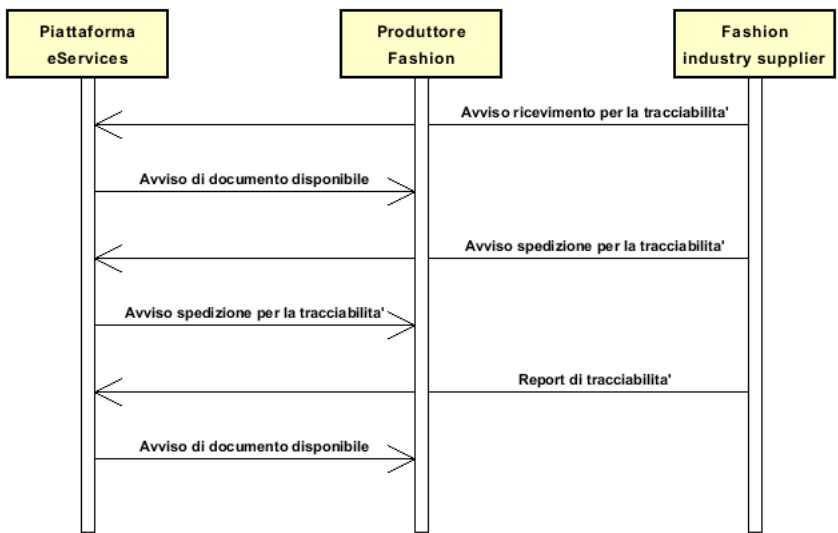 Piattaforma
eServices
Produttore
Fashion
Fashion
industry supplier
Avviso ricevimento per la tracciabilita'
Avviso di documento disponibile
Avviso spedizione per la tracciabilita'
Avviso spedizione per la tracciabilita'
Report di tracciabilita'
Avviso di documento disponibile